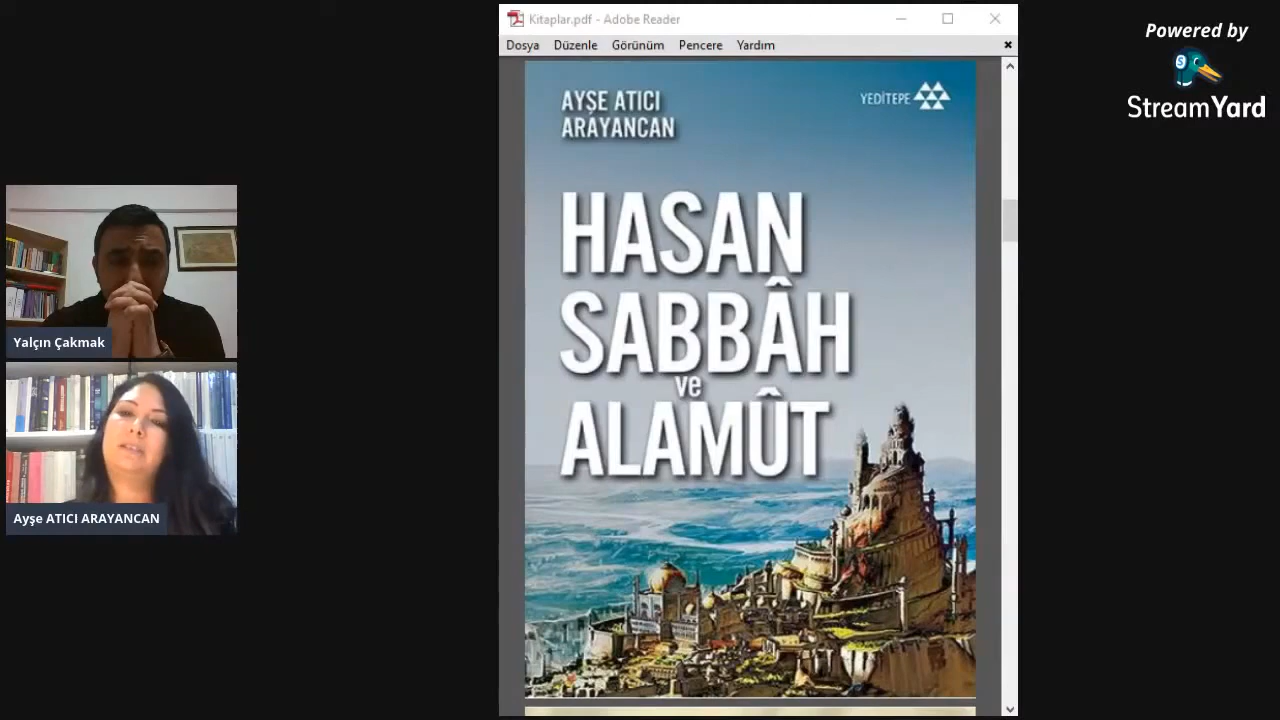 Kitaplar.pdf - Adobe Reader
Dosya Düzenle Görünüm Pencere Yardım
AYŞE ATICI
ARAYANCAN
YEDİTEPE
HASAN
SABBÂH
ve
ALAMÛT
Yalçın Çakmak
Ayşe ATICI ARAYANCAN
Powered by
StreamYard